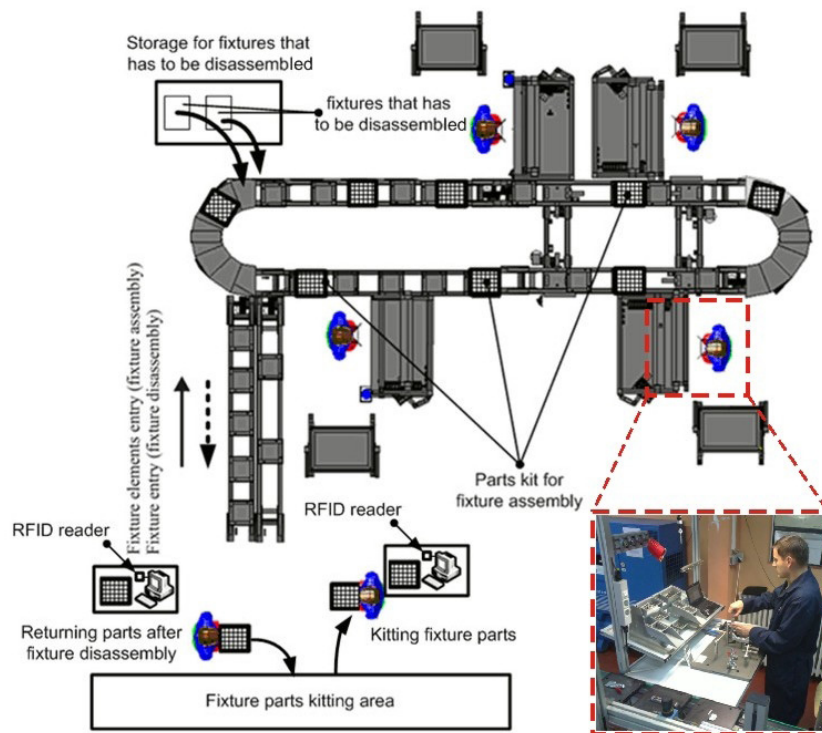 Storage for fixtures that
has to be disassembled
fixtures that has
to be disassembled
Fixture elements entry (fixture assembly)
Fixture entry (fixture disassembly)
Parts kit for
fixture assembly
RFID reader
RFID reader
Returning parts after
fixture disassembly
Kitting fixture parts
Fixture parts kitting area